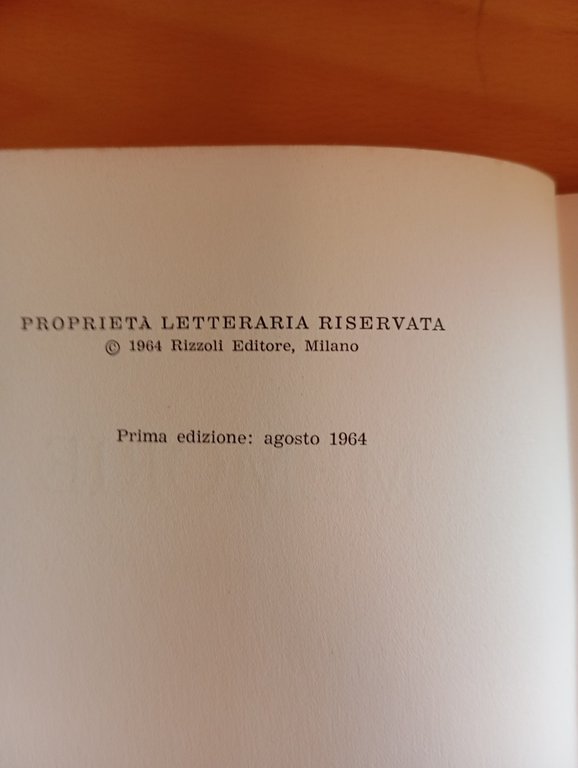 PROPRIETÀ LETTERARIA RISERVATA
© 1964 Rizzoli Editore, Milano
Prima edizione: agosto 1964